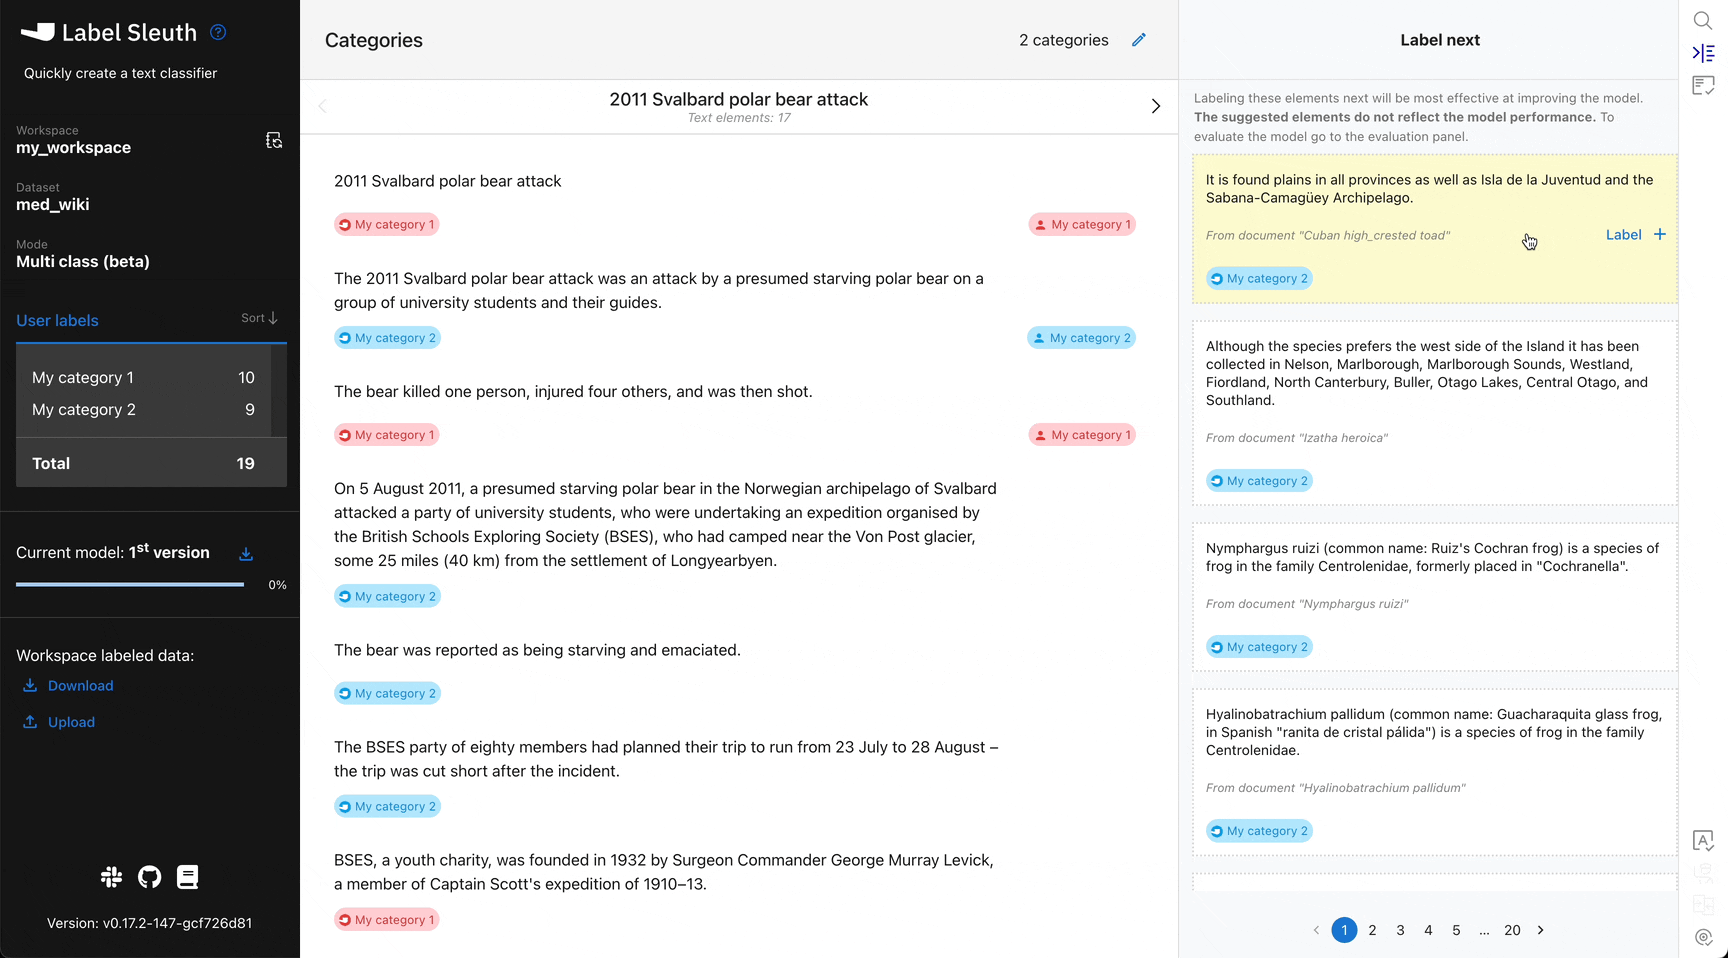 Label Sleuth
Quickly create a text classifier
Workspace
my_workspace
Dataset
med_wiki
Mode
Multi class (beta)
User labels
Sort
My category 1 10
My category 2 9
Total 19
Current model: 1st version
0%
Workspace labeled data:
Download
Upload
Version: v0.17.2-147-gcf726d81
Categories
2 categories
2011 Svalbard polar bear attack
Text elements: 17
2011 Svalbard polar bear attack
My category 1 My category 1
The 2011 Svalbard polar bear attack was an attack by a presumed starving polar bear on a
group of university students and their guides.
My category 2 My category 2
The bear killed one person, injured four others, and was then shot.
My category 1 My category 1
On 5 August 2011, a presumed starving polar bear in the Norwegian archipelago of Svalbard
attacked a party of university students, who were undertaking an expedition organised by
the British Schools Exploring Society (BSES), who had camped near the Von Post glacier,
some 25 miles (40 km) from the settlement of Longyearbyen.
My category 2
The bear was reported as being starving and emaciated.
My category 2
The BSES party of eighty members had planned their trip to run from 23 July to 28 August –
the trip was cut short after the incident.
My category 2
BSES, a youth charity, was founded in 1932 by Surgeon Commander George Murray Levick,
a member of Captain Scott's expedition of 1910–13.
My category 1
Label next
Labeling these elements next will be most effective at improving the model.
The suggested elements do not reflect the model performance. To
evaluate the model go to the evaluation panel.
It is found plains in all provinces as well as Isla de la Juventud and the
Sabana-Camagüey Archipelago.
From document "Cuban high_crested toad"
Label +
My category 2
Although the species prefers the west side of the Island it has been
collected in Nelson, Marlborough, Marlborough Sounds, Westland,
Fiordland, North Canterbury, Buller, Otago Lakes, Central Otago, and
Southland.
From document "Izatha heroica"
My category 2
Nymphargus ruizi (common name: Ruiz's Cochran frog) is a species of
frog in the family Centrolenidae, formerly placed in "Cochranella".
From document "Nymphargus ruizi"
My category 2
Hyalinobatrachium pallidum (common name: Guacharaquita glass frog,
in Spanish "ranita de cristal pálida") is a species of frog in the family
Centrolenidae.
From document "Hyalinobatrachium pallidum"
My category 2
1 2 3 4 5 ... 20